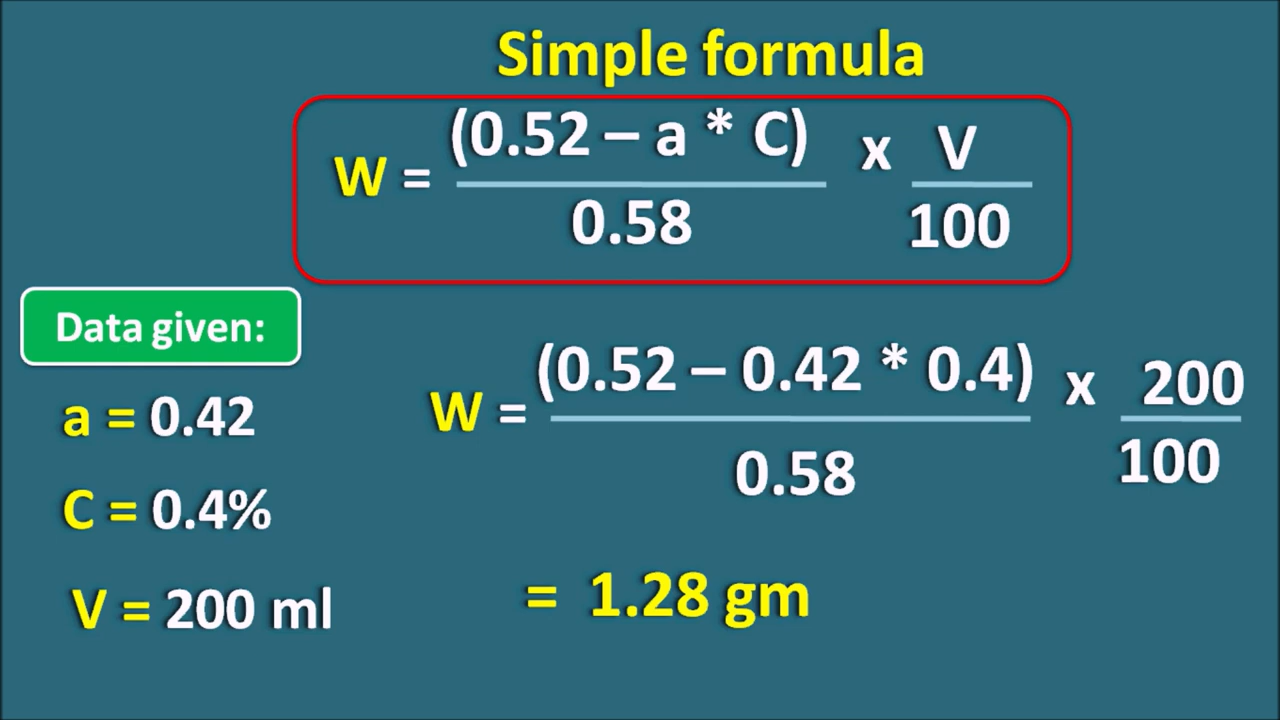 Simple formula
W = (0.52 – a * C) / 0.58 x V / 100
Data given:
a = 0.42
C = 0.4%
V = 200 ml
W = (0.52 – 0.42 * 0.4) / 0.58 x 200 / 100
= 1.28 gm